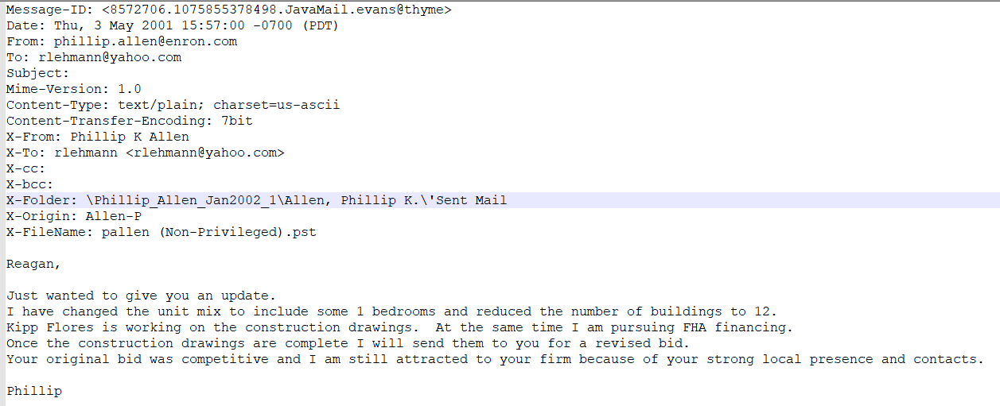 Message-ID: <8572706.1075855378498.JavaMail.evans@thyme>
Date: Thu, 3 May 2001 15:57:00 -0700 (PDT)
From: phillip.allen@enron.com
To: rlehmann@yahoo.com
Subject:
Mime-Version: 1.0
Content-Type: text/plain; charset=us-ascii
Content-Transfer-Encoding: 7bit
X-From: Phillip K Allen
X-To: rlehmann <rlehmann@yahoo.com>
X-cc:
X-bcc:
X-Folder: \Phillip_Allen_Jan2002_1\Allen, Phillip K.\'Sent Mail
X-Origin: Allen-P
X-FileName: pallen (Non-Privileged).pst

Reagan,

Just wanted to give you an update.
I have changed the unit mix to include some 1 bedrooms and reduced the number of buildings to 12.
Kipp Flores is working on the construction drawings.  At the same time I am pursuing FHA financing.
Once the construction drawings are complete I will send them to you for a revised bid.
Your original bid was competitive and I am still attracted to your firm because of your strong local presence and contacts.

Phillip